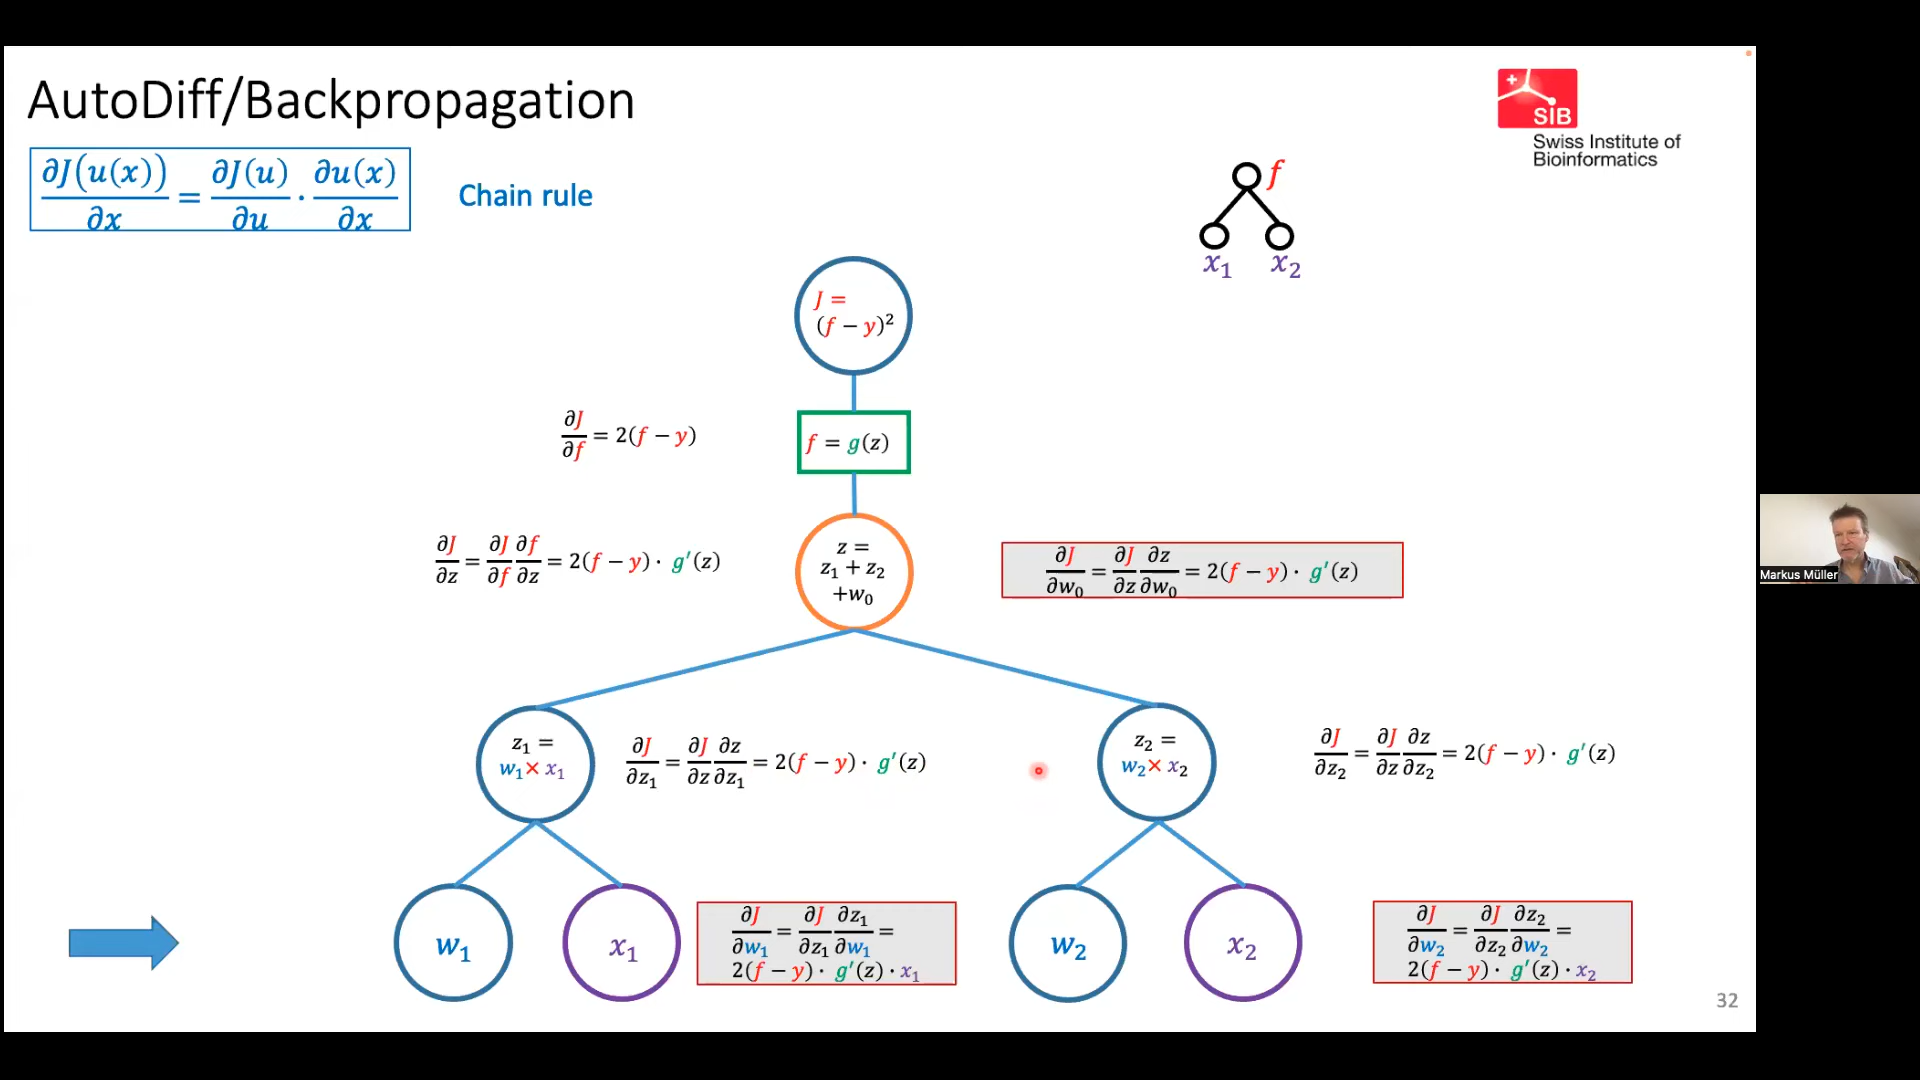 AutoDiff/Backpropagation
SIB
Swiss Institute of
Bioinformatics
∂J(u(x))/∂x = ∂J(u)/∂u · ∂u(x)/∂x
Chain rule
f
x₁ x₂
J =
(f − y)²
∂J/∂f = 2(f − y)
f = g(z)
∂J/∂z = ∂J/∂f ∂f/∂z = 2(f − y) · g′(z)
z =
z₁ + z₂
+w₀
∂J/∂w₀ = ∂J/∂z ∂z/∂w₀ = 2(f − y) · g′(z)
Markus Müller
z₁ =
w₁× x₁
∂J/∂z₁ = ∂J/∂z ∂z/∂z₁ = 2(f − y) · g′(z)
z₂ =
w₂× x₂
∂J/∂z₂ = ∂J/∂z ∂z/∂z₂ = 2(f − y) · g′(z)
w₁
x₁
∂J/∂w₁ = ∂J/∂z₁ ∂z₁/∂w₁ =
2(f − y) · g′(z) · x₁
w₂
x₂
∂J/∂w₂ = ∂J/∂z₂ ∂z₂/∂w₂ =
2(f − y) · g′(z) · x₂
32